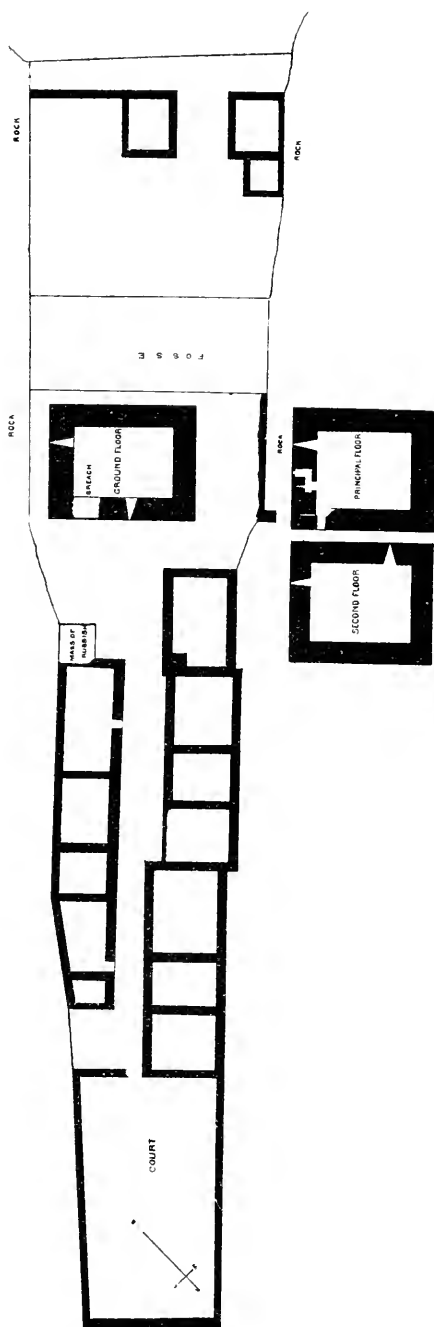 ROCK
ROCK
FOSSE
ROCK
ROCK
BREACH
GROUND FLOOR
PRINCIPAL FLOOR
SECOND FLOOR
MASS OF
RUBBISH
COURT